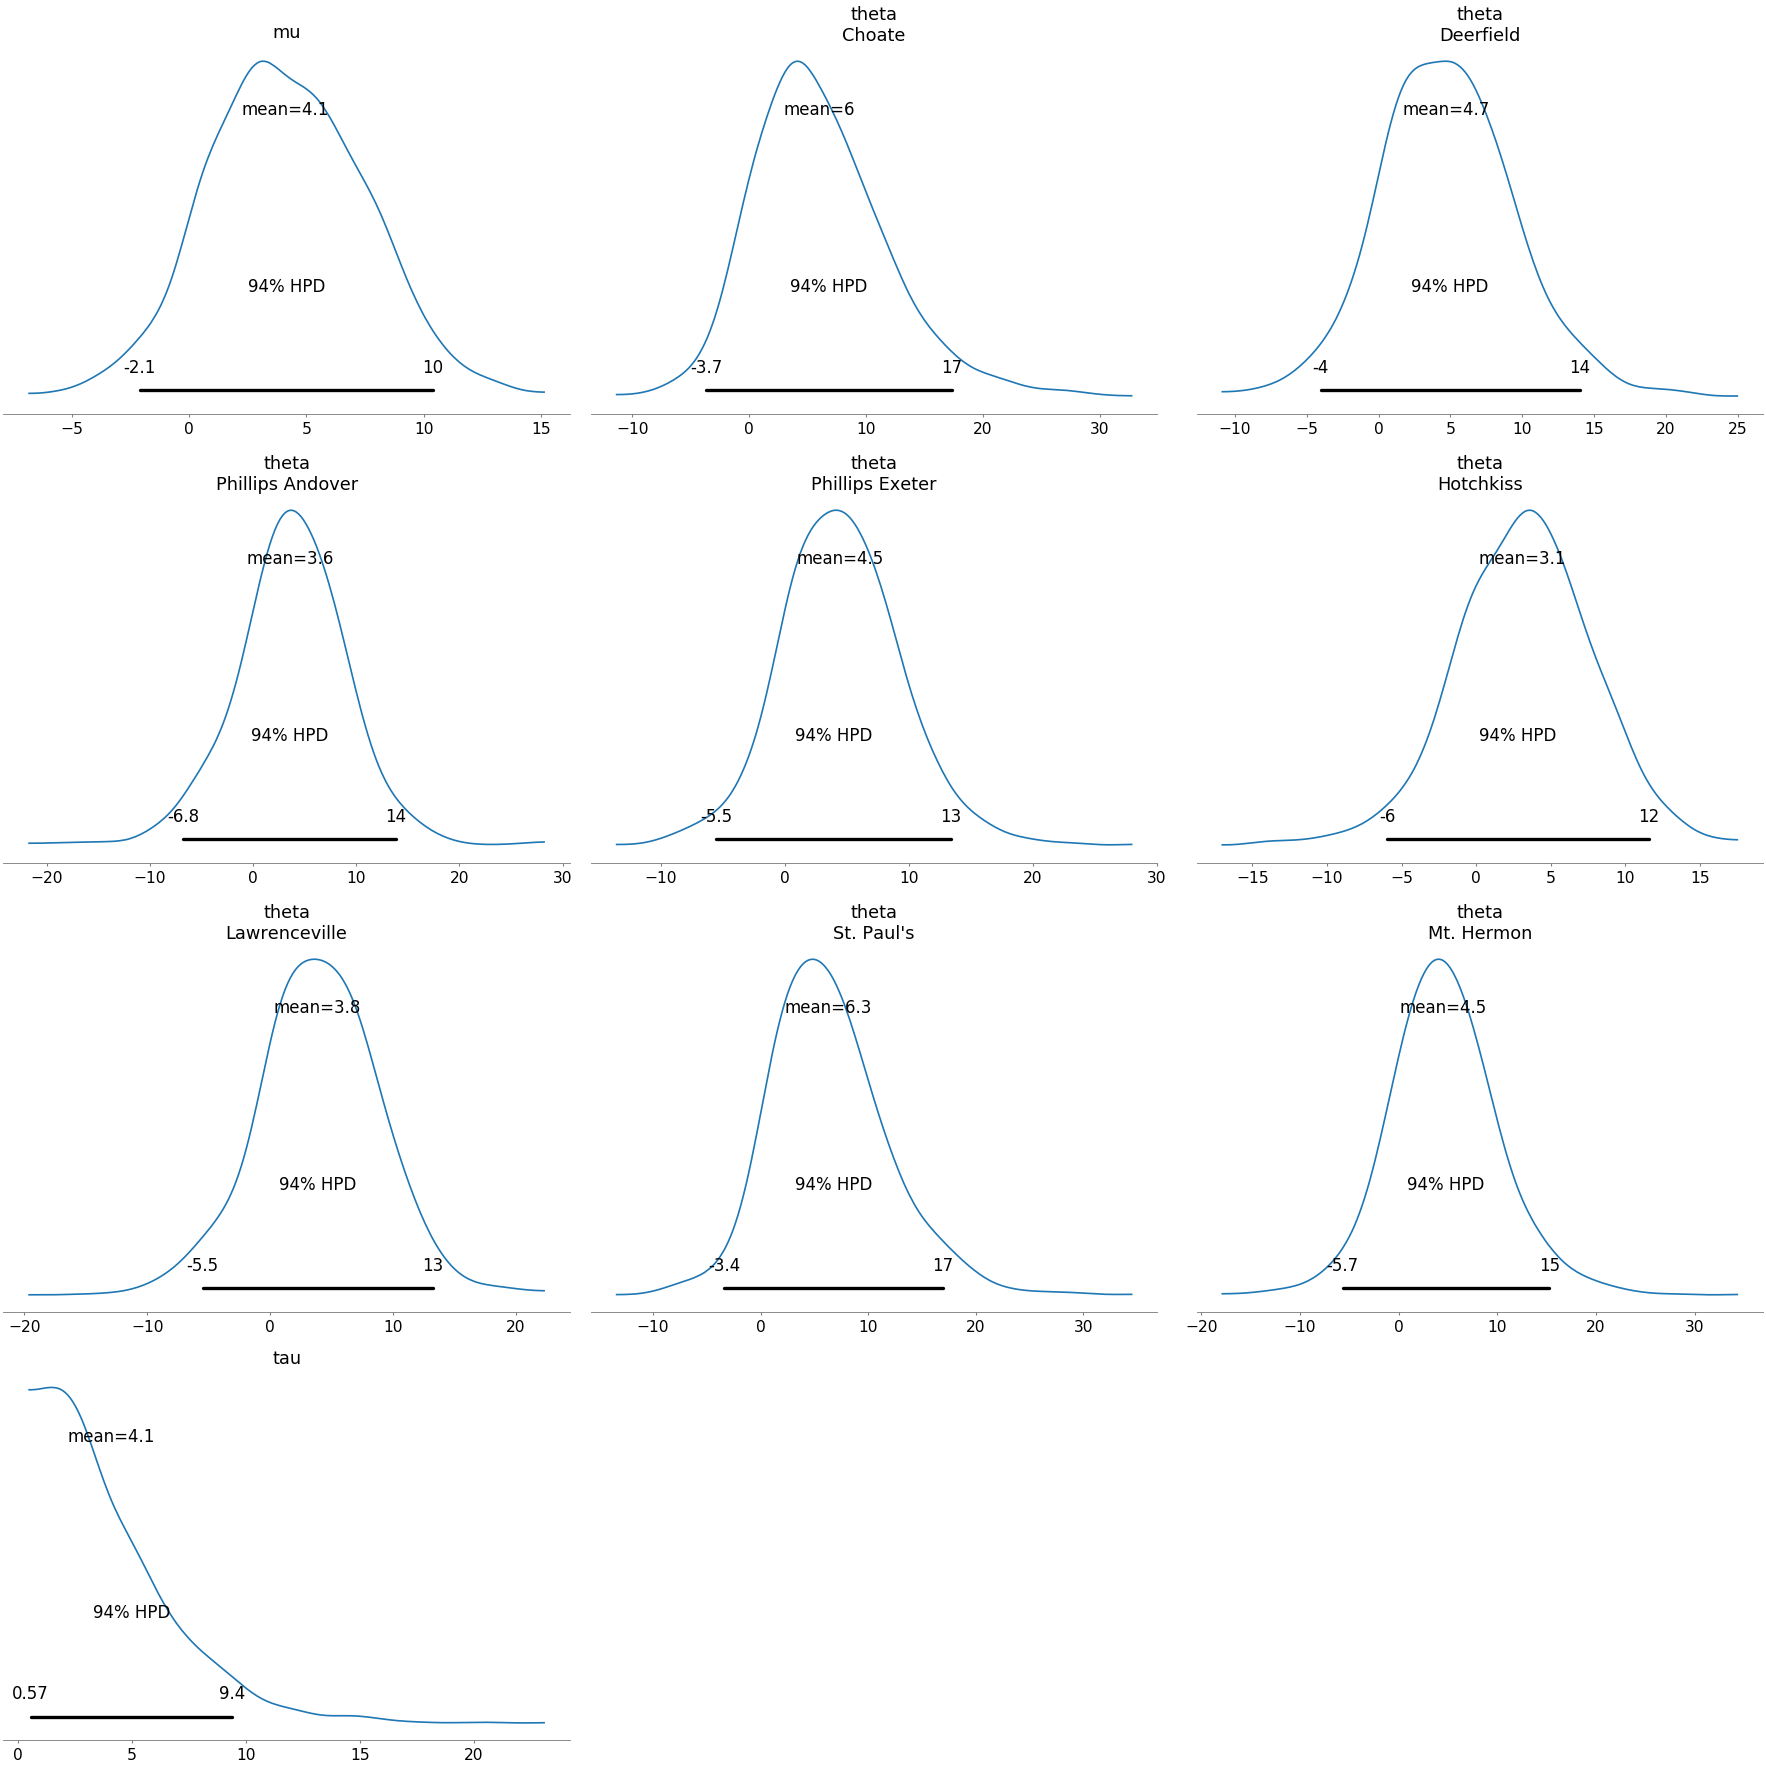 mu
mean=4.1
94% HPD
-2.1 10
−5 0 5 10 15
theta
Choate
mean=6
94% HPD
-3.7 17
−10 0 10 20 30
theta
Deerfield
mean=4.7
94% HPD
-4 14
−10 −5 0 5 10 15 20 25
theta
Phillips Andover
mean=3.6
94% HPD
-6.8 14
−20 −10 0 10 20 30
theta
Phillips Exeter
mean=4.5
94% HPD
-5.5 13
−10 0 10 20 30
theta
Hotchkiss
mean=3.1
94% HPD
-6 12
−15 −10 −5 0 5 10 15
theta
Lawrenceville
mean=3.8
94% HPD
-5.5 13
−20 −10 0 10 20
theta
St. Paul's
mean=6.3
94% HPD
-3.4 17
−10 0 10 20 30
theta
Mt. Hermon
mean=4.5
94% HPD
-5.7 15
−20 −10 0 10 20 30
tau
mean=4.1
94% HPD
0.57 9.4
0 5 10 15 20